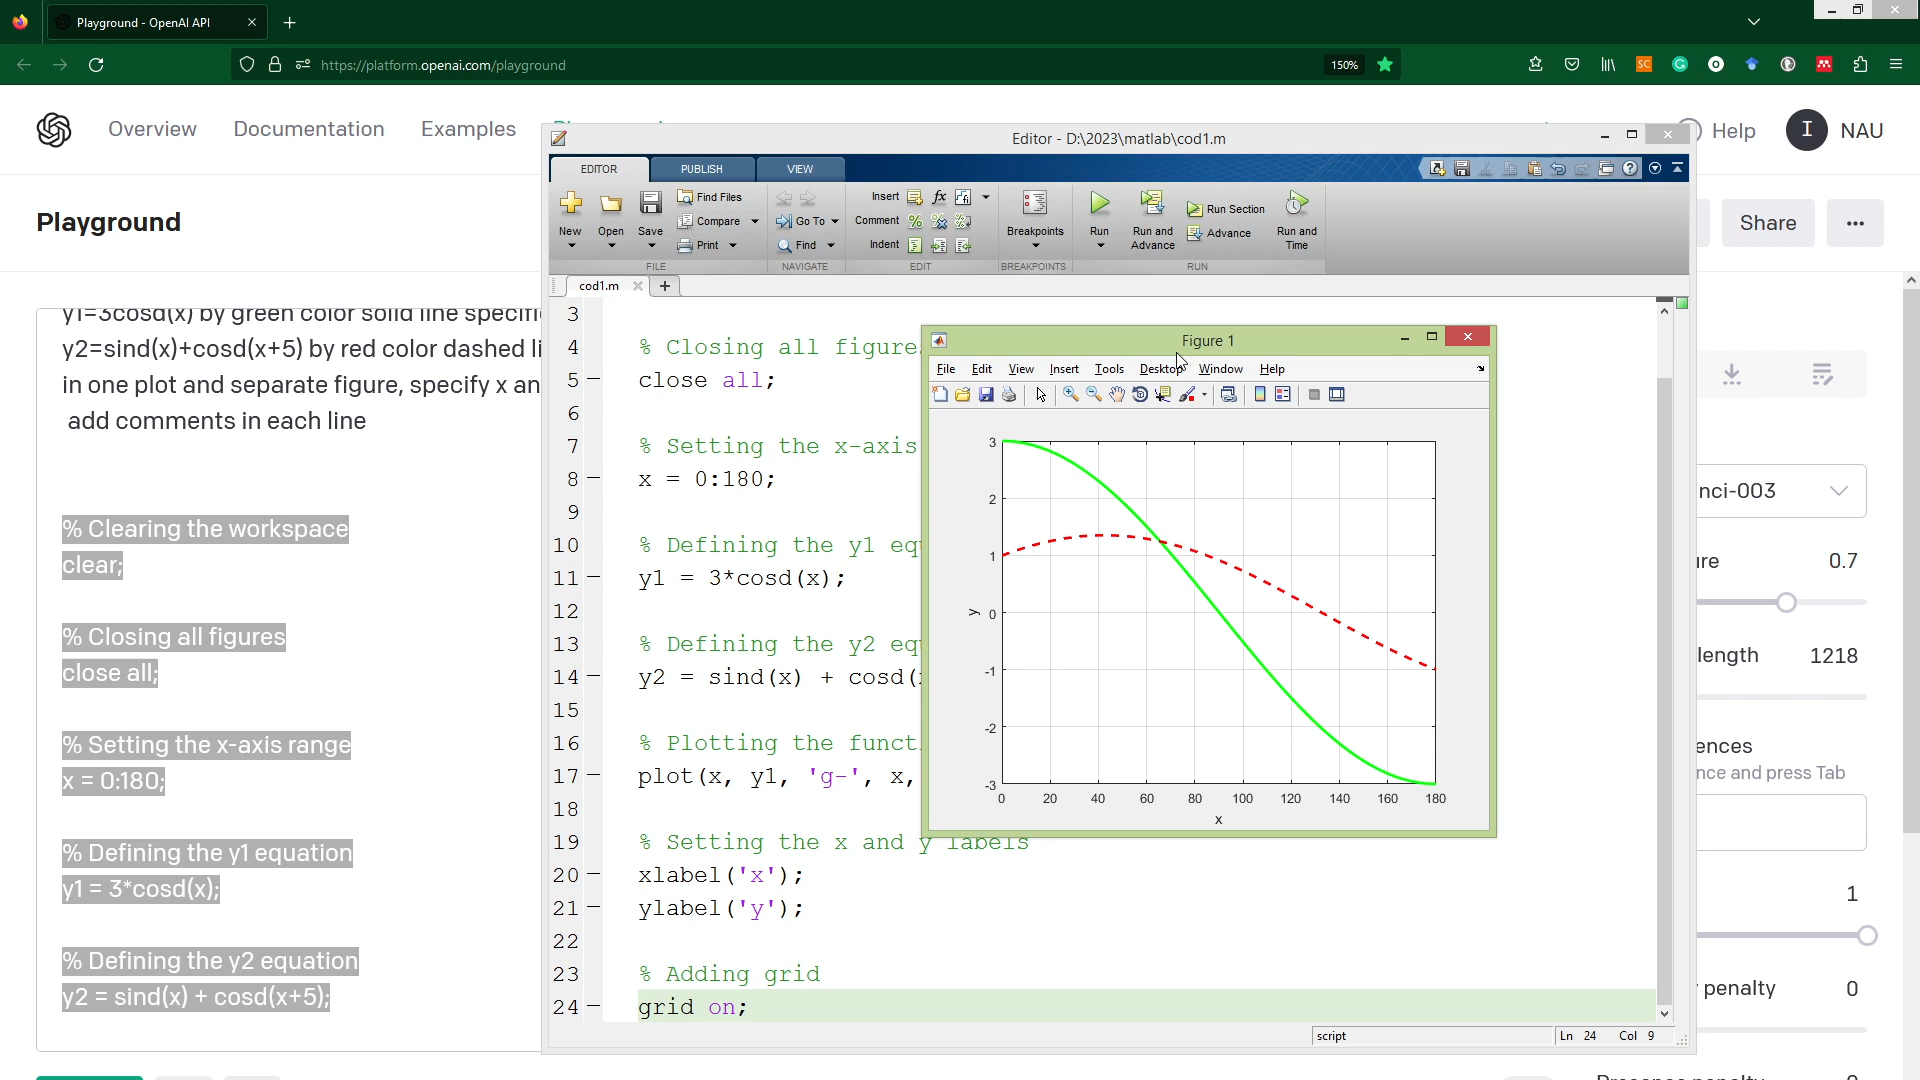 Playground - OpenAI API
https://platform.openai.com/playground
150%
Overview
Documentation
Examples
Help
I
NAU
Playground
Share
y1=3cosd(x) by green color solid line
y2=sind(x)+cosd(x+5) by red color dashed
in one plot and separate figure, specify x
add comments in each line
% Clearing the workspace
clear;
% Closing all figures
close all;
% Setting the x-axis range
x = 0:180;
% Defining the y1 equation
y1 = 3*cosd(x);
% Defining the y2 equation
y2 = sind(x) + cosd(x+5);
Editor - D:\2023\matlab\cod1.m
EDITOR
PUBLISH
VIEW
New
Open
Save
Find Files
Compare
Print
FILE
Go To
Find
NAVIGATE
Insert
Comment
Indent
EDIT
Breakpoints
BREAKPOINTS
Run
Run and
Advance
Run Section
Advance
Run and
Time
RUN
cod1.m
3
4 % Closing all figure
5 close all;
6
7 % Setting the x-axis
8 x = 0:180;
9
10 % Defining the y1
11 y1 = 3*cosd(x);
12
13 % Defining the y2
14 y2 = sind(x) + cosd(
15
16 % Plotting the
17 plot(x, y1, 'g-', x,
18
19 % Setting the x and y labels
20 xlabel('x');
21 ylabel('y');
22
23 % Adding grid
24 grid on;
script
Ln 24 Col 9
Figure 1
File
Edit
View
Insert
Tools
Desktop
Window
Help
3
2
1
0
-1
-2
-3
y
0 20 40 60 80 100 120 140 160 180
x
nci-003
0.7
length 1218
nce and press Tab
1
penalty 0